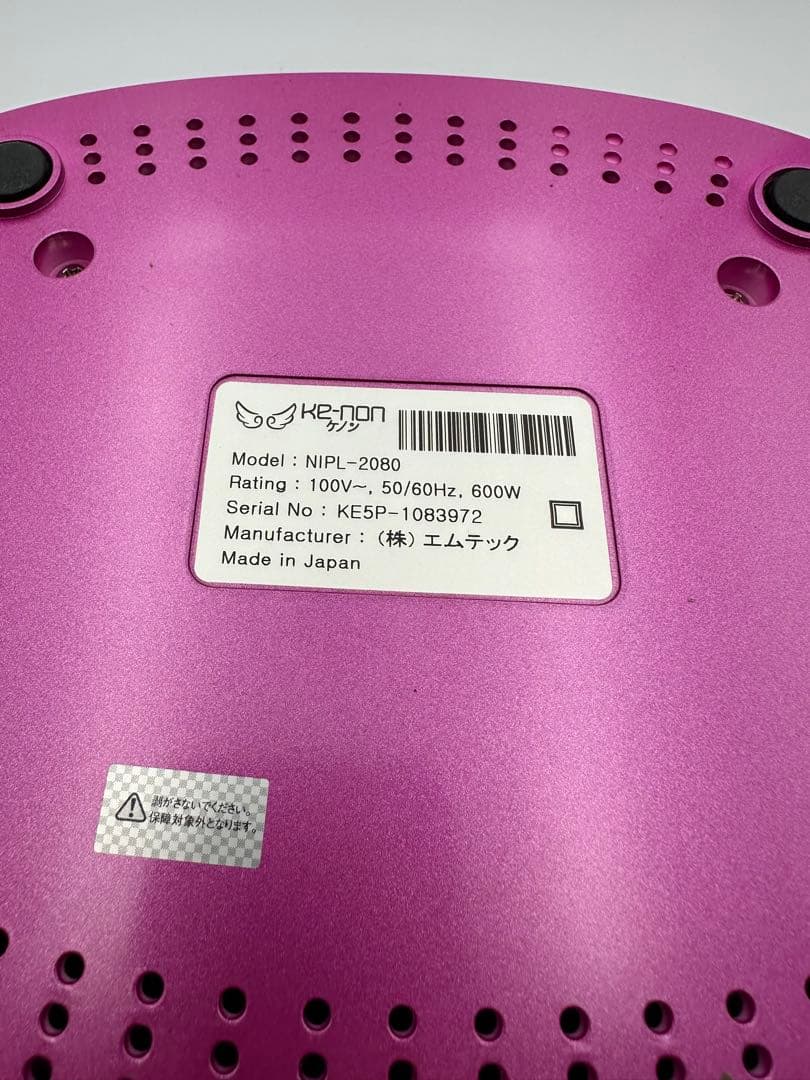 Ke-non
ケノン
Model : NIPL-2080
Rating : 100V~, 50/60Hz, 600W
Serial No : KE5P-1083972
Manufacturer : (株) エムテック
Made in Japan
剥がさないでください。
保障対象外となります。